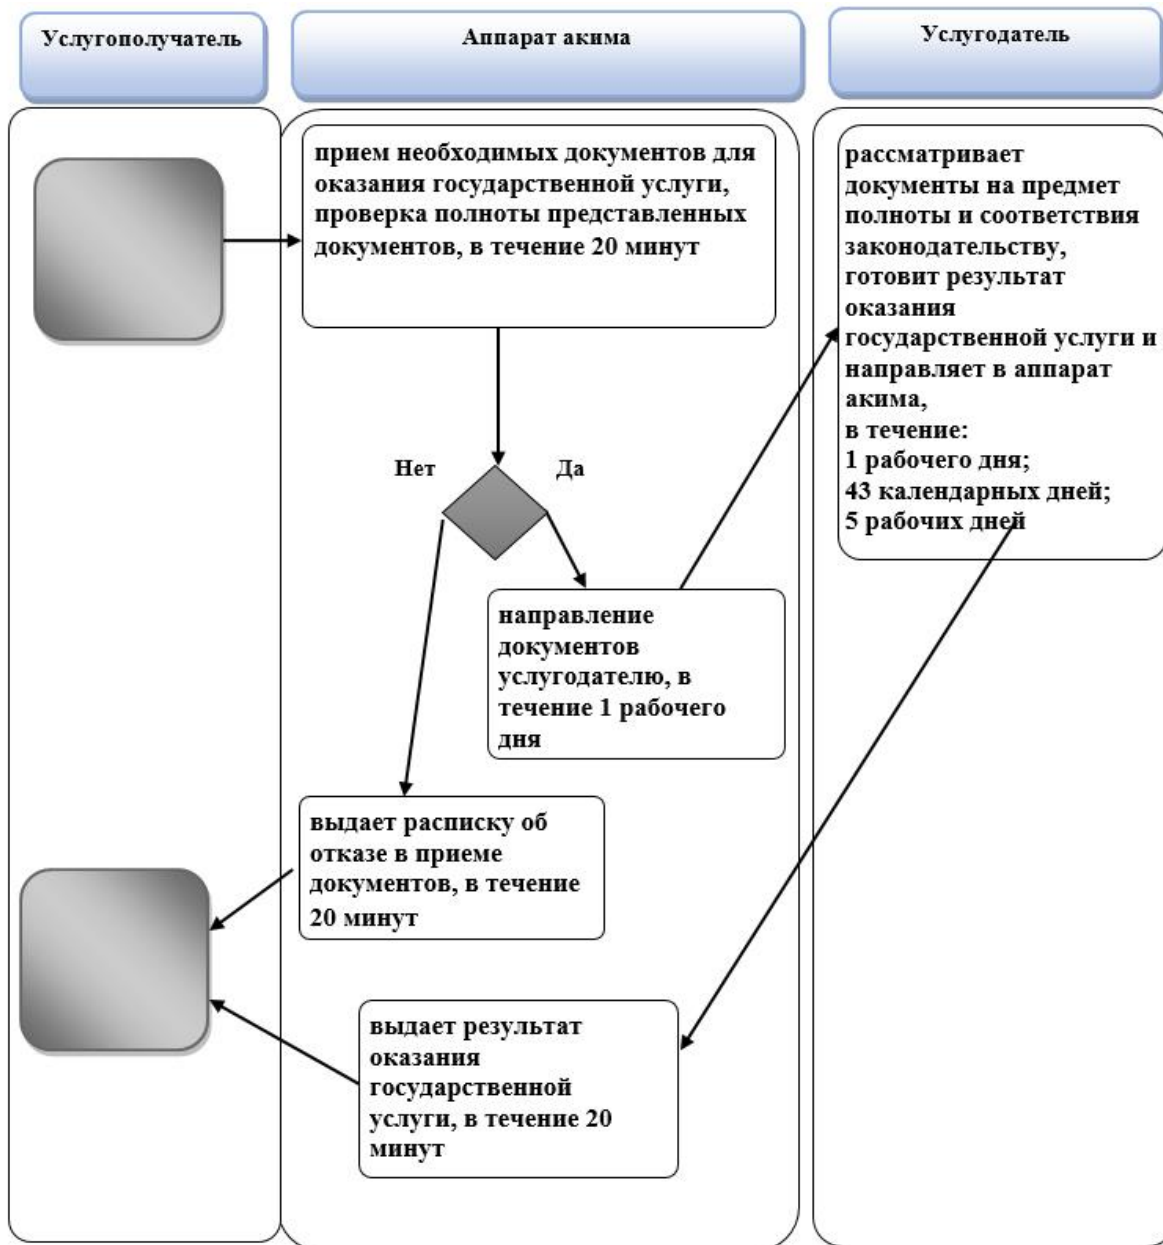 Услугополучатель
Аппарат акима
Услугодатель
прием необходимых документов для
оказания государственной услуги,
проверка полноты представленных
документов, в течение 20 минут
рассматривает
документы на предмет
полноты и соответствия
законодательству,
готовит результат
оказания
государственной услуги и
направляет в аппарат
акима,
в течение:
1 рабочего дня;
43 календарных дней;
5 рабочих дней
Нет
Да
направление
документов
услугодателю, в
течение 1 рабочего
дня
выдает расписку об
отказе в приеме
документов, в течение
20 минут
выдает результат
оказания
государственной
услуги, в течение 20
минут